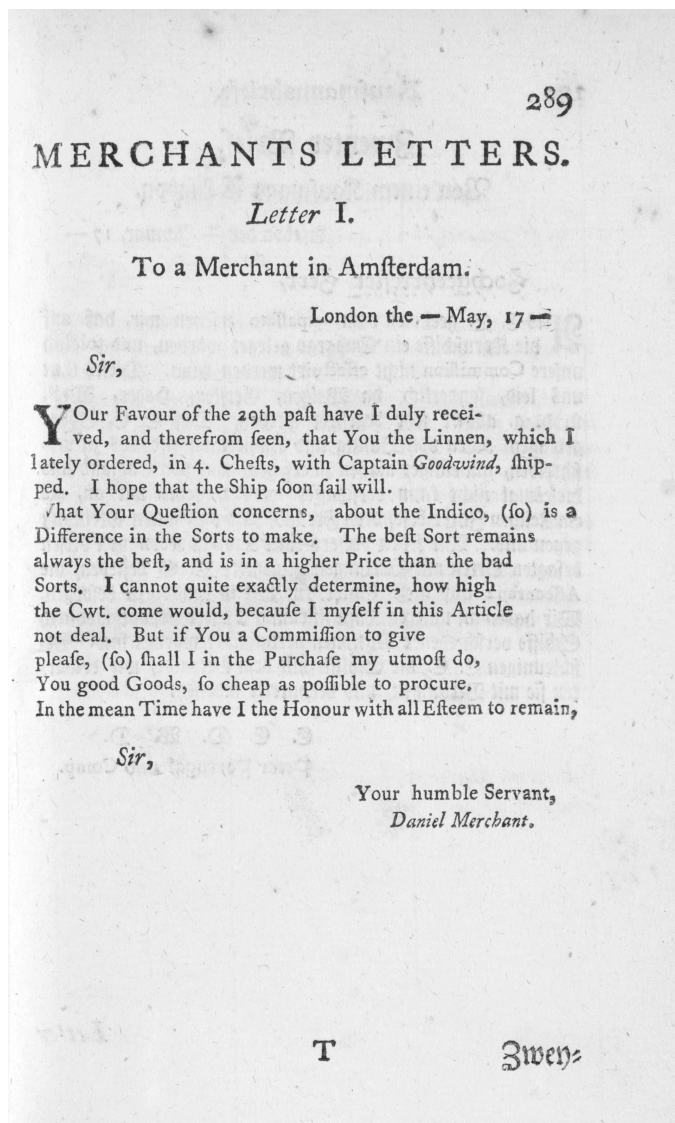 289
MERCHANTS LETTERS.
Letter I.
To a Merchant in Amſterdam.
London the — May, 17 —
Sir,
YOur Favour of the 29th paſt have I duly recei-
ved, and therefrom ſeen, that You the Linnen, which I
lately ordered, in 4. Cheſts, with Captain Goodwind, ſhip-
ped. I hope that the Ship ſoon ſail will.
hat Your Queſtion concerns, about the Indico, (ſo) is a
Difference in the Sorts to make. The beſt Sort remains
always the beſt, and is in a higher Price than the bad
Sorts. I cannot quite exactly determine, how high
the Cwt. come would, becauſe I myſelf in this Article
not deal. But if You a Commiſſion to give
pleaſe, (ſo) ſhall I in the Purchaſe my utmoſt do,
You good Goods, ſo cheap as poſſible to procure.
In the mean Time have I the Honour with all Eſteem to remain,
Sir,
Your humble Servant,
Daniel Merchant.
T Zwey-